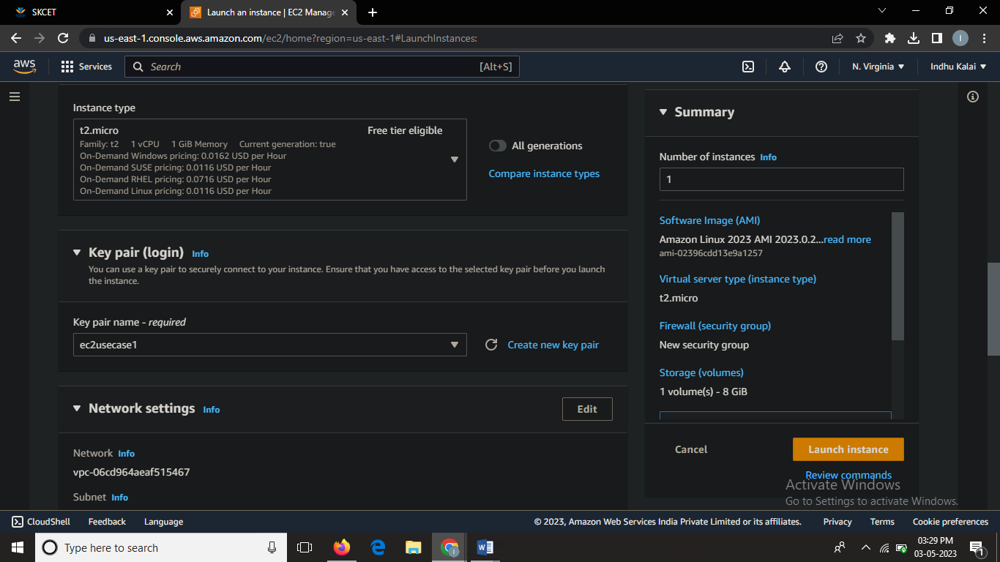 SKCET
Launch an instance | EC2 Manage
us-east-1.console.aws.amazon.com/ec2/home?region=us-east-1#LaunchInstances:
I
aws
Services
Search
[Alt+S]
N. Virginia
Indhu Kalai
Instance type
t2.micro
Free tier eligible
Family: t2 1 vCPU 1 GiB Memory Current generation: true
On-Demand Windows pricing: 0.0162 USD per Hour
On-Demand SUSE pricing: 0.0116 USD per Hour
On-Demand RHEL pricing: 0.0716 USD per Hour
On-Demand Linux pricing: 0.0116 USD per Hour
All generations
Compare instance types
Key pair (login) Info
You can use a key pair to securely connect to your instance. Ensure that you have access to the selected key pair before you launch
the instance.
Key pair name - required
ec2usecase1
Create new key pair
Network settings Info
Edit
Network Info
vpc-06cd964aeaf515467
Subnet Info
Summary
Number of instances Info
1
Software Image (AMI)
Amazon Linux 2023 AMI 2023.0.2...read more
ami-02396cdd13e9a1257
Virtual server type (instance type)
t2.micro
Firewall (security group)
New security group
Storage (volumes)
1 volume(s) - 8 GiB
Cancel
Launch instance
Review commands
Activate Windows
Go to Settings to activate Windows.
CloudShell
Feedback
Language
© 2023, Amazon Web Services India Private Limited or its affiliates.
Privacy
Terms
Cookie preferences
Type here to search
03:29 PM
03-05-2023
1